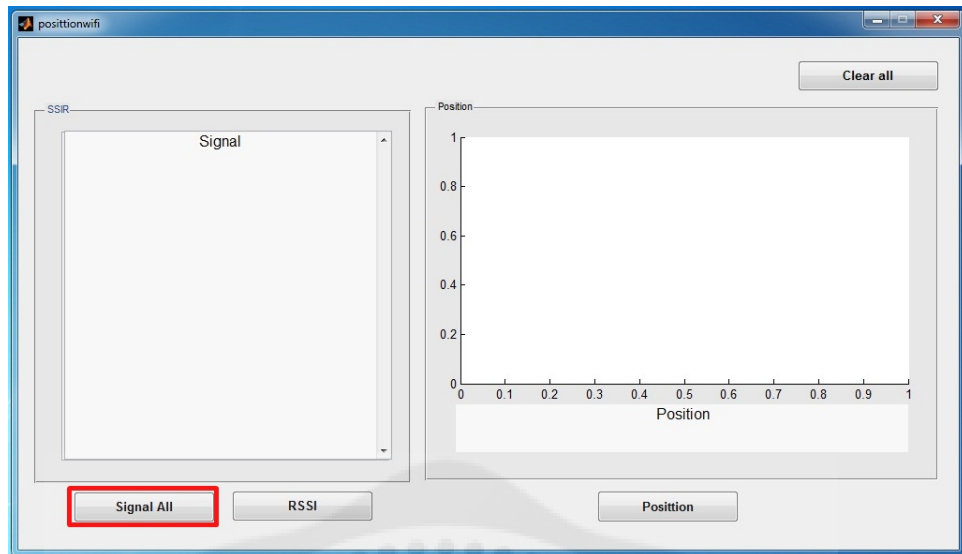 posittionwifi
Clear all
SSIR
Signal
Position
1
0.8
0.6
0.4
0.2
0
0 0.1 0.2 0.3 0.4 0.5 0.6 0.7 0.8 0.9 1
Position
Signal All
RSSI
Posittion